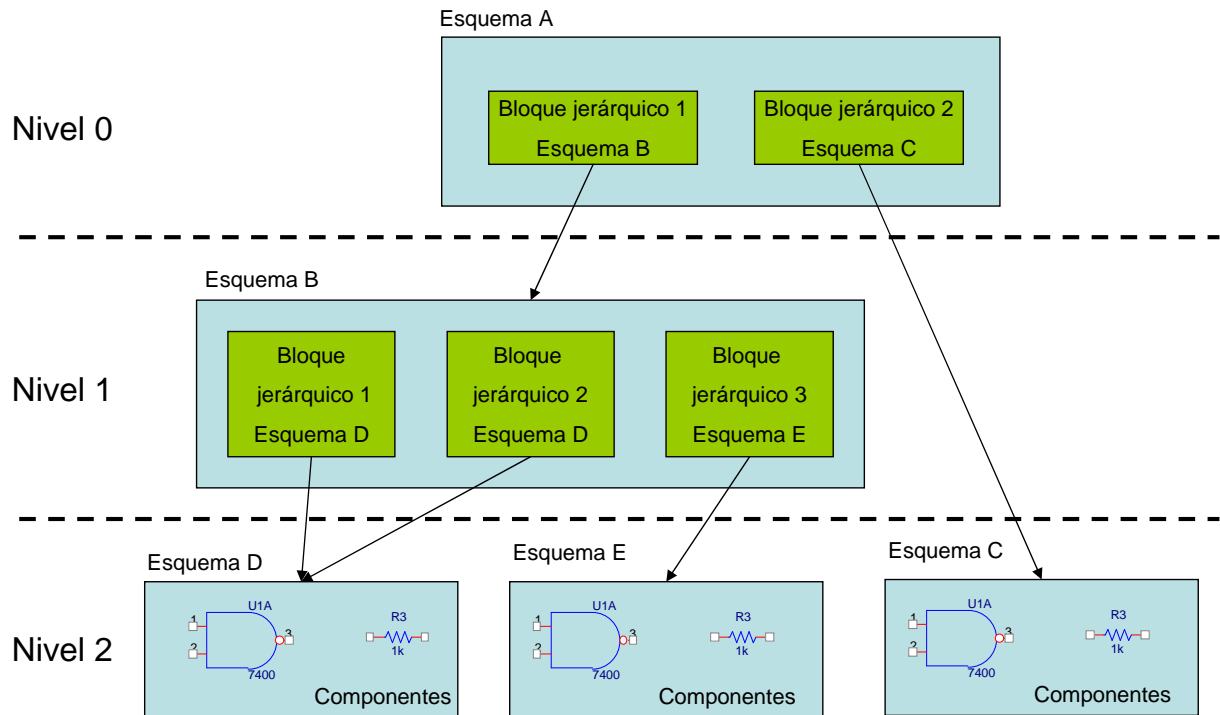 Esquema A
Nivel 0
Bloque jerárquico 1
Esquema B
Bloque jerárquico 2
Esquema C
Esquema B
Nivel 1
Bloque
jerárquico 1
Esquema D
Bloque
jerárquico 2
Esquema D
Bloque
jerárquico 3
Esquema E
Nivel 2
Esquema D
U1A
1
2
3
7400
R3
1k
Componentes
Esquema E
U1A
1
2
3
7400
R3
1k
Componentes
Esquema C
U1A
1
2
3
7400
R3
1k
Componentes